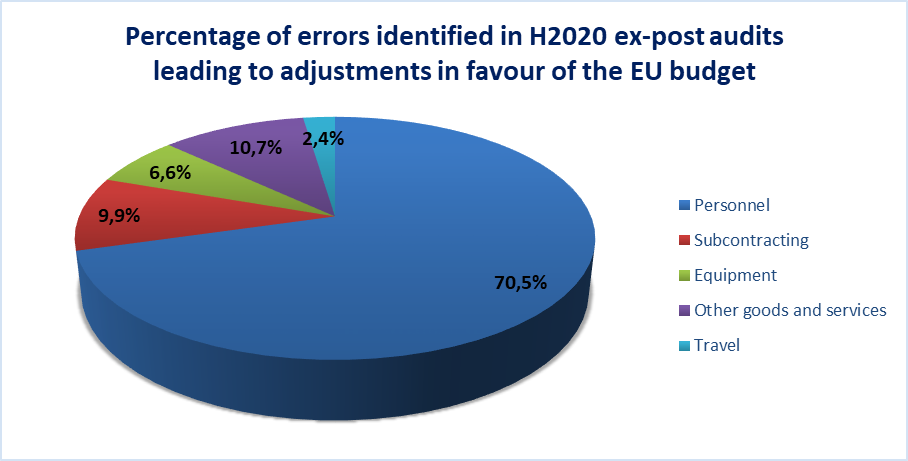 Percentage of errors identified in H2020 ex-post audits
leading to adjustments in favour of the EU budget
2,4%
10,7%
6,6%
9,9%
70,5%
Personnel
Subcontracting
Equipment
Other goods and services
Travel